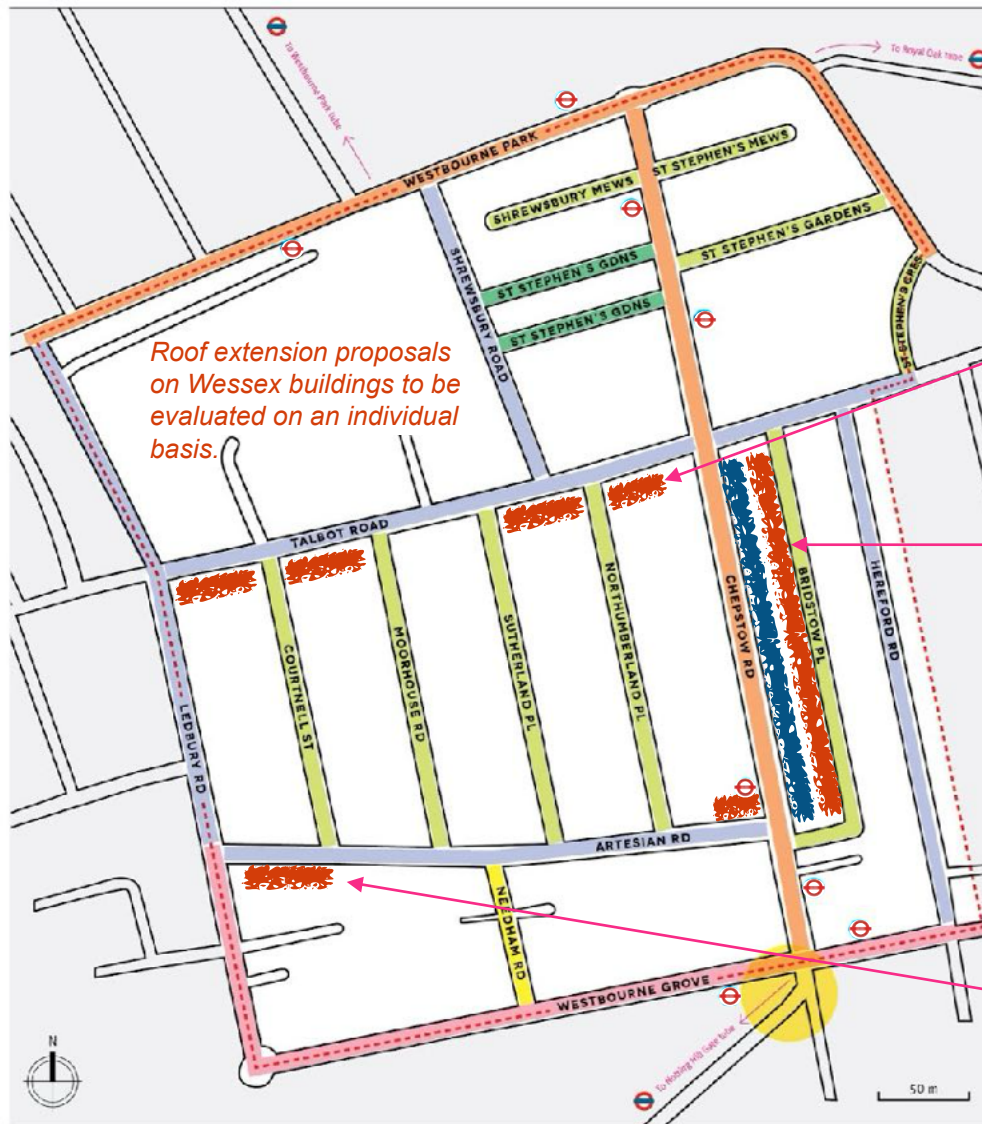 To Westbourne Park tube
To Royal Oak tube
WESTBOURNE PARK
ST STEPHEN'S MEWS
SHREWSBURY MEWS
ST STEPHEN'S GARDENS
SHREWSBURY ROAD
ST STEPHEN'S GDNS
ST STEPHEN'S GDNS
ST STEPHEN'S CRES
Roof extension proposals
on Wessex buildings to be
evaluated on an individual
basis.
TALBOT ROAD
LEDBURY RD
COURTNELL ST
MOORHOUSE RD
SUTHERLAND PL
NORTHUMBERLAND PL
CHEPSTOW RD
BRIDSTOW PL
HEREFORD RD
ARTESIAN RD
NEEDHAM RD
WESTBOURNE GROVE
To Notting Hill Gate tube
N
50 m